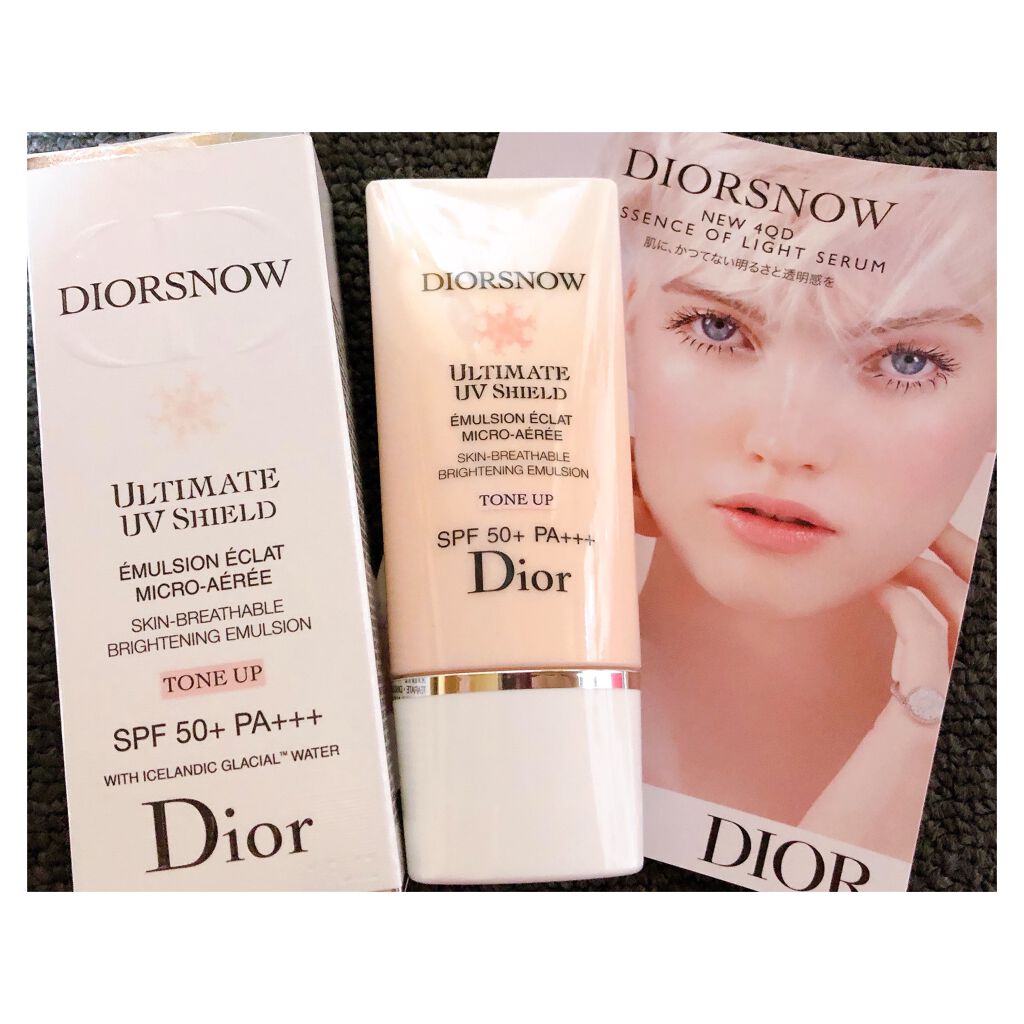 DIORSNOW
ULTIMATE
UV SHIELD
ÉMULSION ÉCLAT
MICRO-AÉRÉE
SKIN-BREATHABLE
BRIGHTENING EMULSION
TONE UP
SPF 50+ PA+++
WITH ICELANDIC GLACIAL™ WATER
Dior
DIORSNOW
ULTIMATE
UV SHIELD
ÉMULSION ÉCLAT
MICRO-AÉRÉE
SKIN-BREATHABLE
BRIGHTENING EMULSION
TONE UP
SPF 50+ PA+++
Dior
DIORSNOW
NEW 4QD
SSENCE OF LIGHT SERUM
肌に、かつてない明るさと透明感を
DIOR